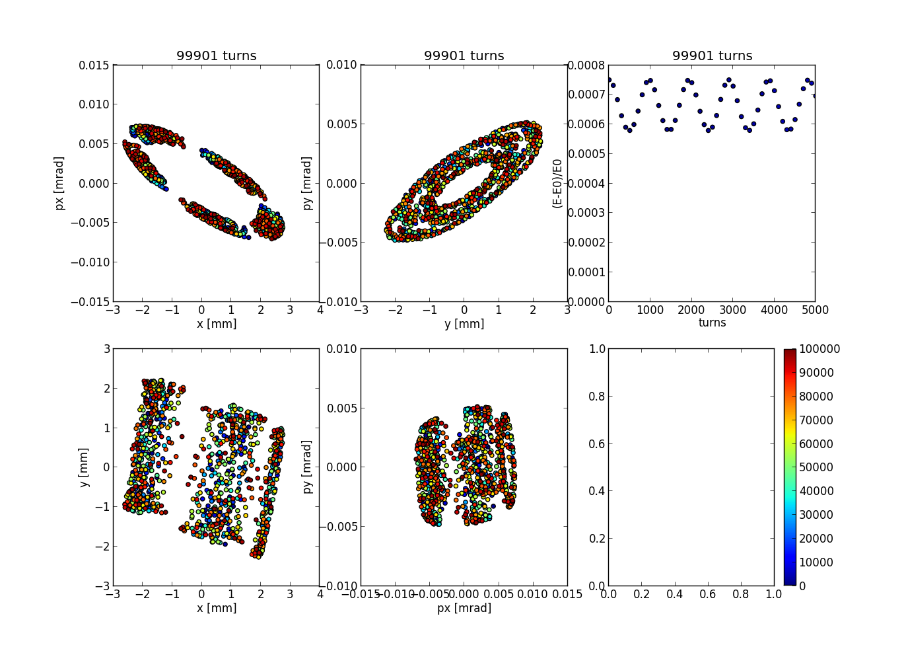 99901 turns
0.015
0.010
0.005
0.000
−0.005
−0.010
−0.015
px [mrad]
−3 −2 −1 0 1 2 3
x [mm]
99901 turns
0.010
0.005
0.000
−0.005
−0.010
py [mrad]
−3 −2 −1 0 1 2 3
y [mm]
99901 turns
0.0008
0.0007
0.0006
0.0005
0.0004
0.0003
0.0002
0.0001
0.0000
(E-E0)/E0
0 1000 2000 3000 4000 5000
turns
3
2
1
0
−1
−2
−3
y [mm]
−3 −2 −1 0 1 2 3
x [mm]
0.010
0.005
0.000
−0.005
−0.010
py [mrad]
−0.015 −0.010 −0.005 0.000 0.005 0.010 0.015
px [mrad]
1.0
0.8
0.6
0.4
0.2
0.0
0.0 0.2 0.4 0.6 0.8 1.0
100000
90000
80000
70000
60000
50000
40000
30000
20000
10000
0